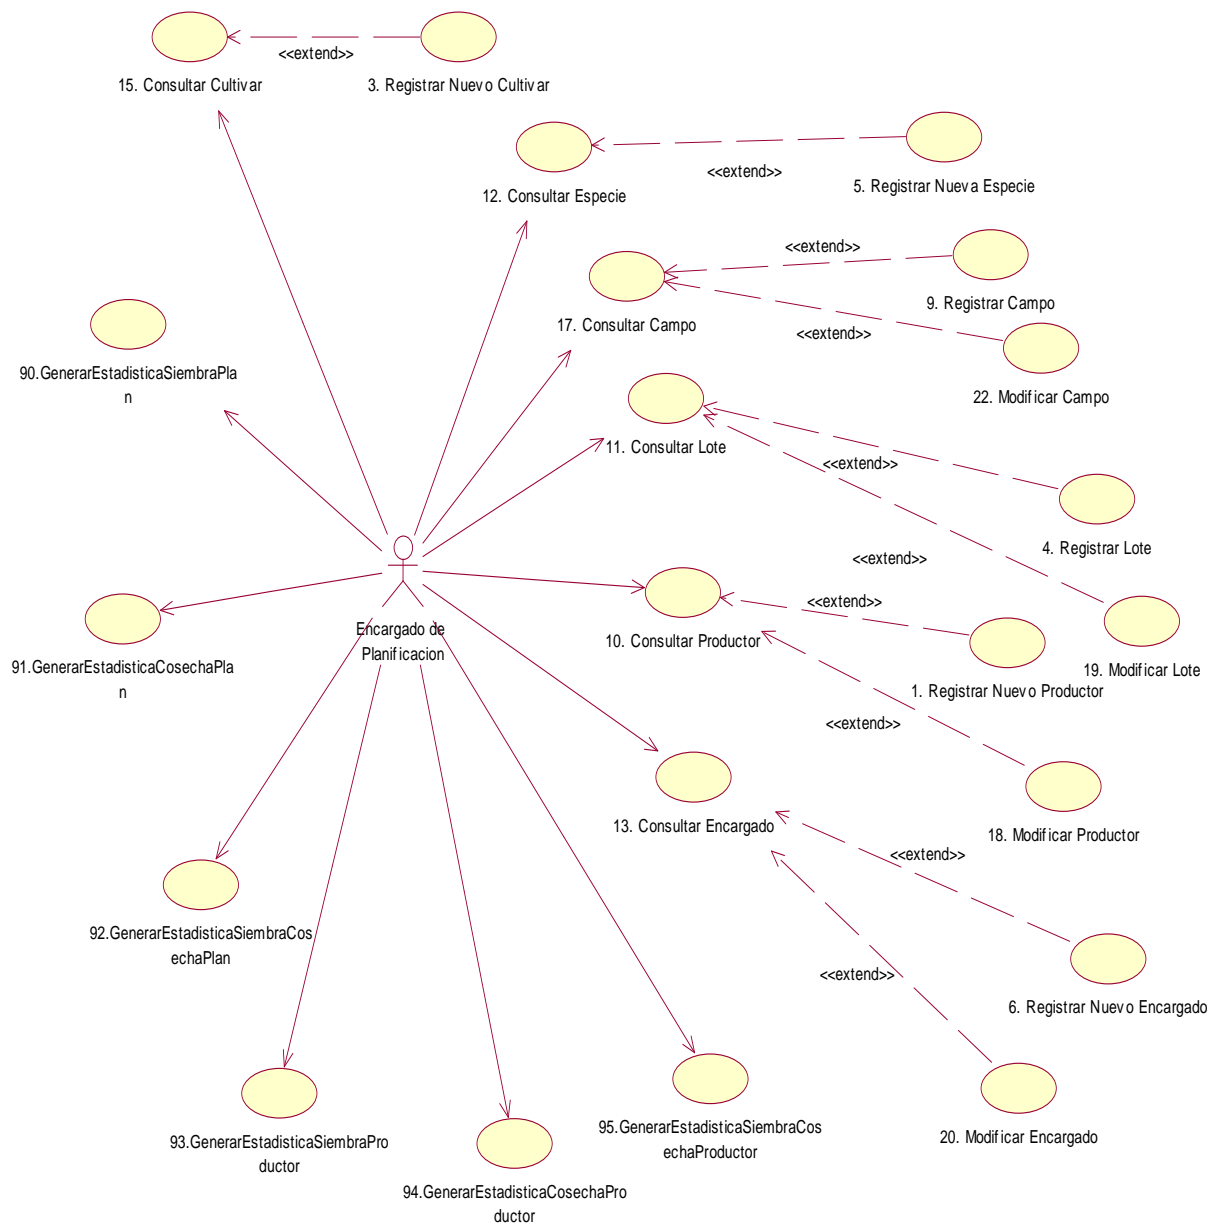 <<extend>>
15. Consultar Cultivar
3. Registrar Nuevo Cultivar
<<extend>>
12. Consultar Especie
5. Registrar Nueva Especie
<<extend>>
9. Registrar Campo
17. Consultar Campo
<<extend>>
90.GenerarEstadisticaSiembraPla
n
22. Modificar Campo
11. Consultar Lote
<<extend>>
4. Registrar Lote
<<extend>>
<<extend>>
Encargado de
Planificacion
10. Consultar Productor
91.GenerarEstadisticaCosechaPla
n
19. Modificar Lote
1. Registrar Nuevo Productor
<<extend>>
13. Consultar Encargado
18. Modificar Productor
<<extend>>
92.GenerarEstadisticaSiembraCos
echaPlan
<<extend>>
6. Registrar Nuevo Encargado
95.GenerarEstadisticaSiembraCos
echaProductor
20. Modificar Encargado
93.GenerarEstadisticaSiembraPro
ductor
94.GenerarEstadisticaCosechaPro
ductor